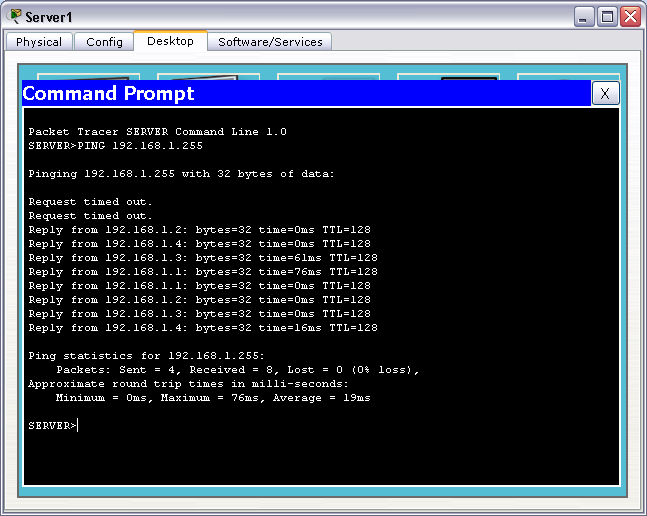 Server1
Physical Config Desktop Software/Services
Command Prompt X
Packet Tracer SERVER Command Line 1.0
SERVER>PING 192.168.1.255
Pinging 192.168.1.255 with 32 bytes of data:
Request timed out.
Request timed out.
Reply from 192.168.1.2: bytes=32 time=0ms TTL=128
Reply from 192.168.1.4: bytes=32 time=0ms TTL=128
Reply from 192.168.1.3: bytes=32 time=61ms TTL=128
Reply from 192.168.1.1: bytes=32 time=76ms TTL=128
Reply from 192.168.1.1: bytes=32 time=0ms TTL=128
Reply from 192.168.1.2: bytes=32 time=0ms TTL=128
Reply from 192.168.1.3: bytes=32 time=0ms TTL=128
Reply from 192.168.1.4: bytes=32 time=16ms TTL=128
Ping statistics for 192.168.1.255:
Packets: Sent = 4, Received = 8, Lost = 0 (0% loss),
Approximate round trip times in milli-seconds:
Minimum = 0ms, Maximum = 76ms, Average = 19ms
SERVER>